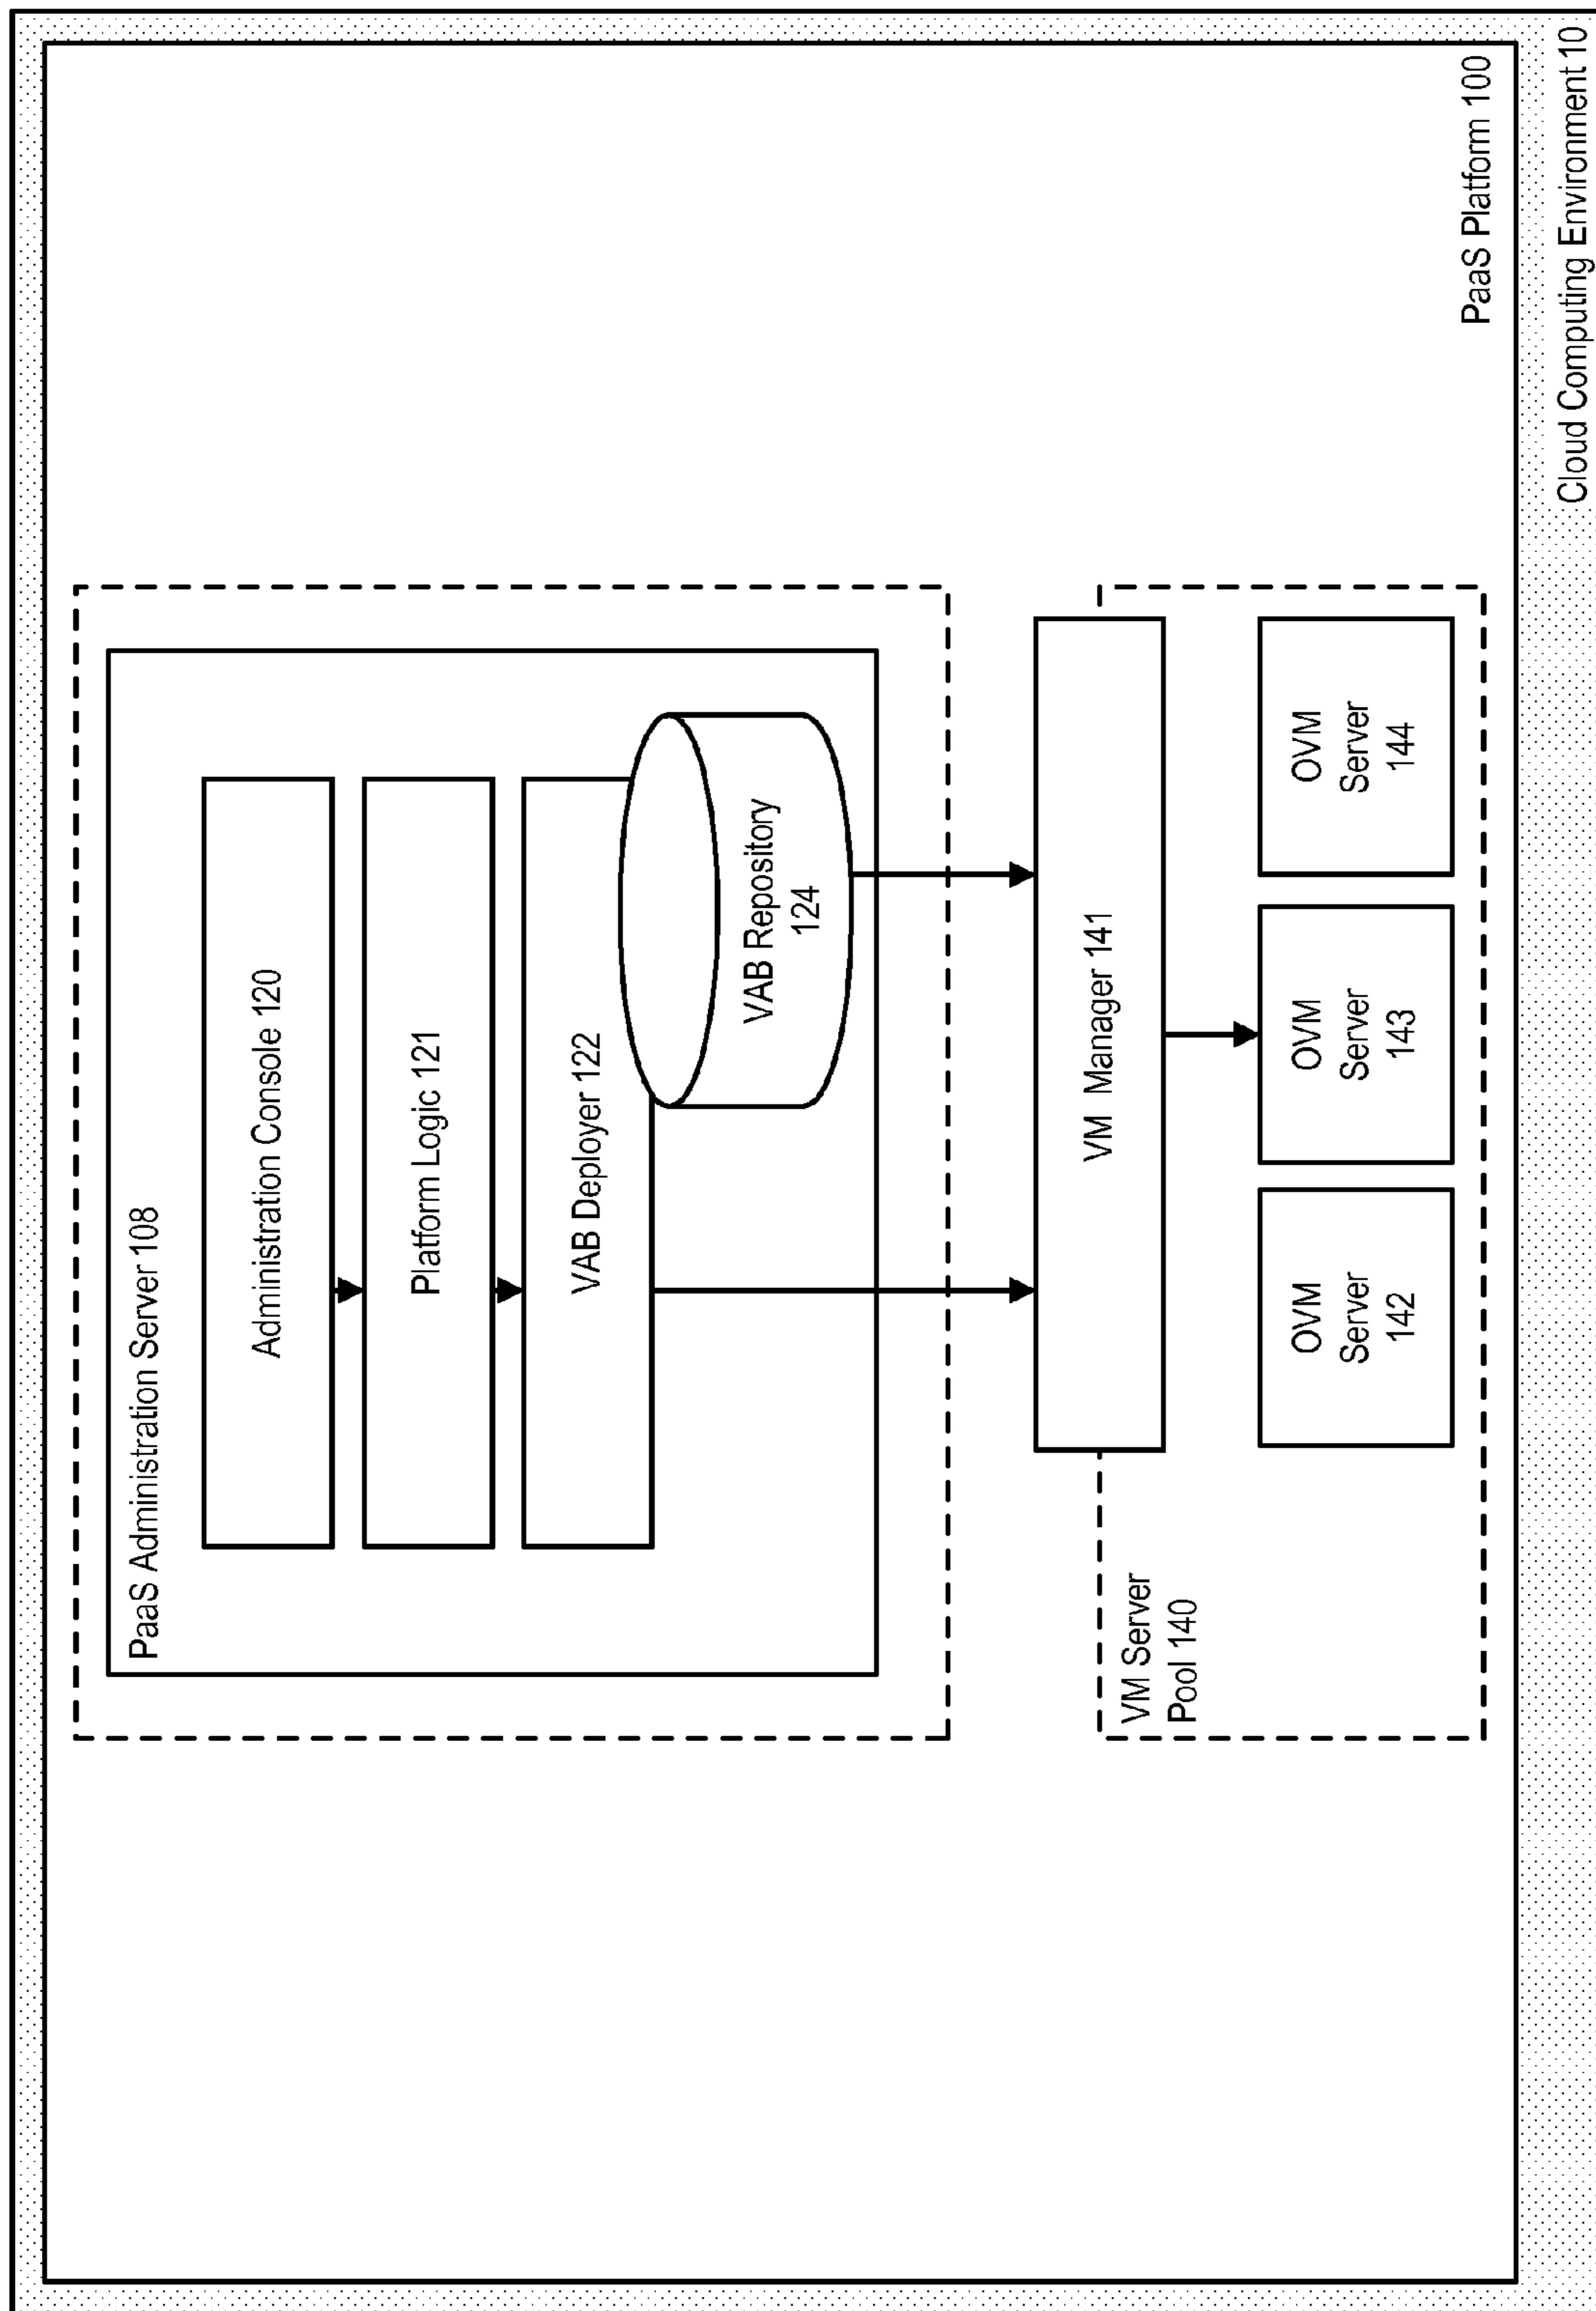 PaaS Administration Server 108
Administration Console 120
Platform Logic 121
VAB Deployer 122
VAB Repository
124
VM Manager 141
VM Server
Pool 140
OVM
Server
142
OVM
Server
143
OVM
Server
144
PaaS Platform 100
Cloud Computing Environment 10